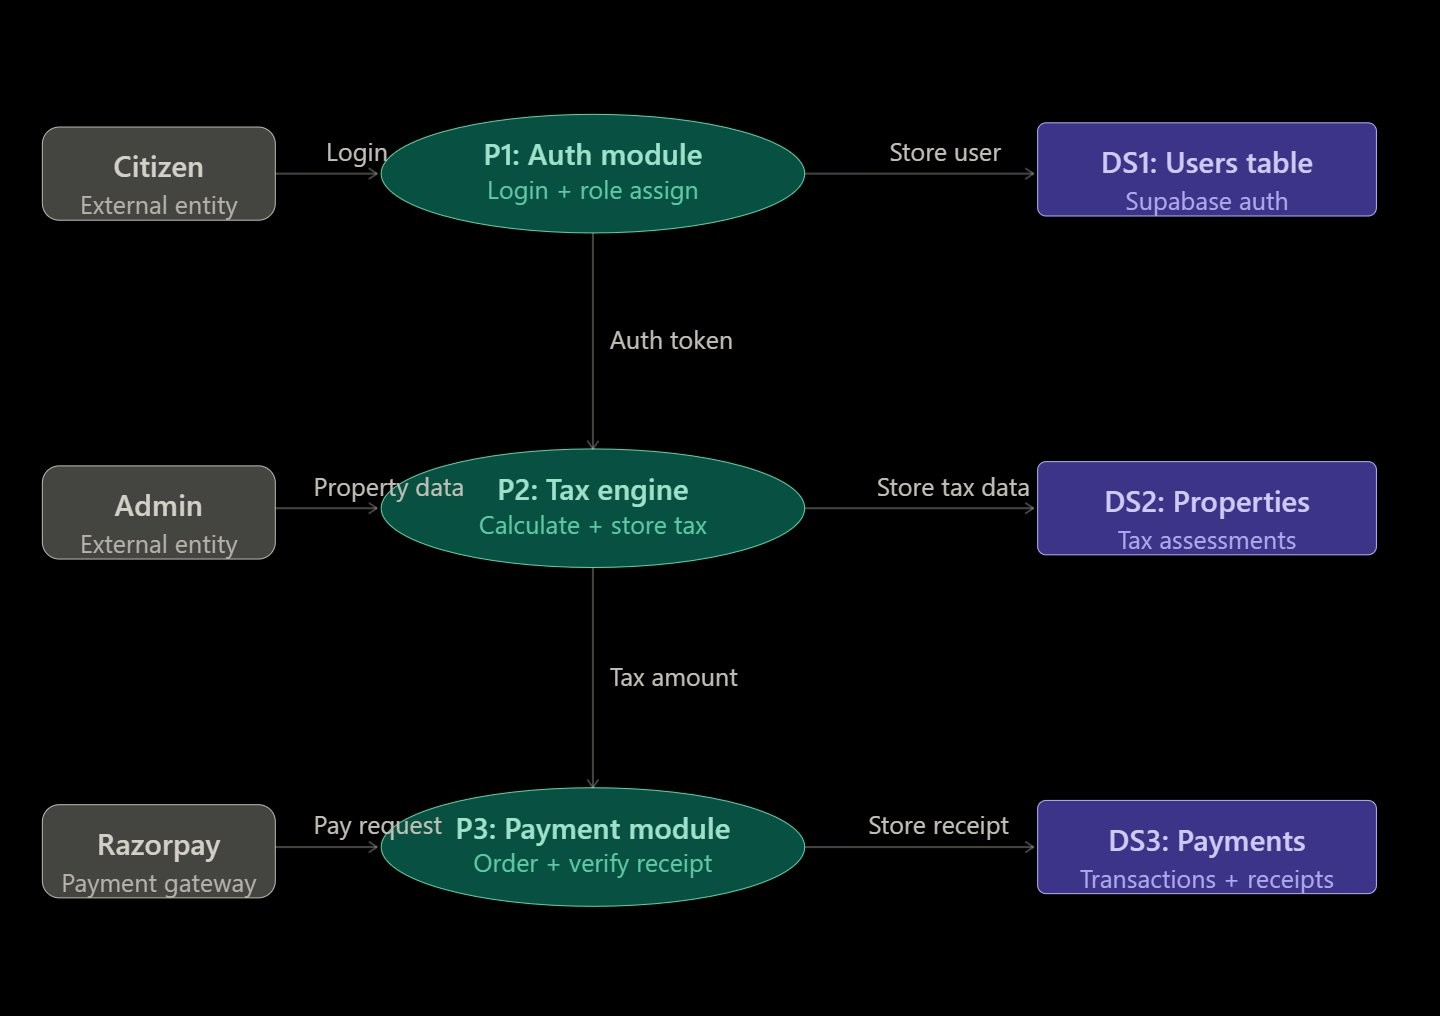 Citizen
External entity
Login
P1: Auth module
Login + role assign
Store user
DS1: Users table
Supabase auth
Auth token
Admin
External entity
Property data
P2: Tax engine
Calculate + store tax
Store tax data
DS2: Properties
Tax assessments
Tax amount
Razorpay
Payment gateway
Pay request
P3: Payment module
Order + verify receipt
Store receipt
DS3: Payments
Transactions + receipts